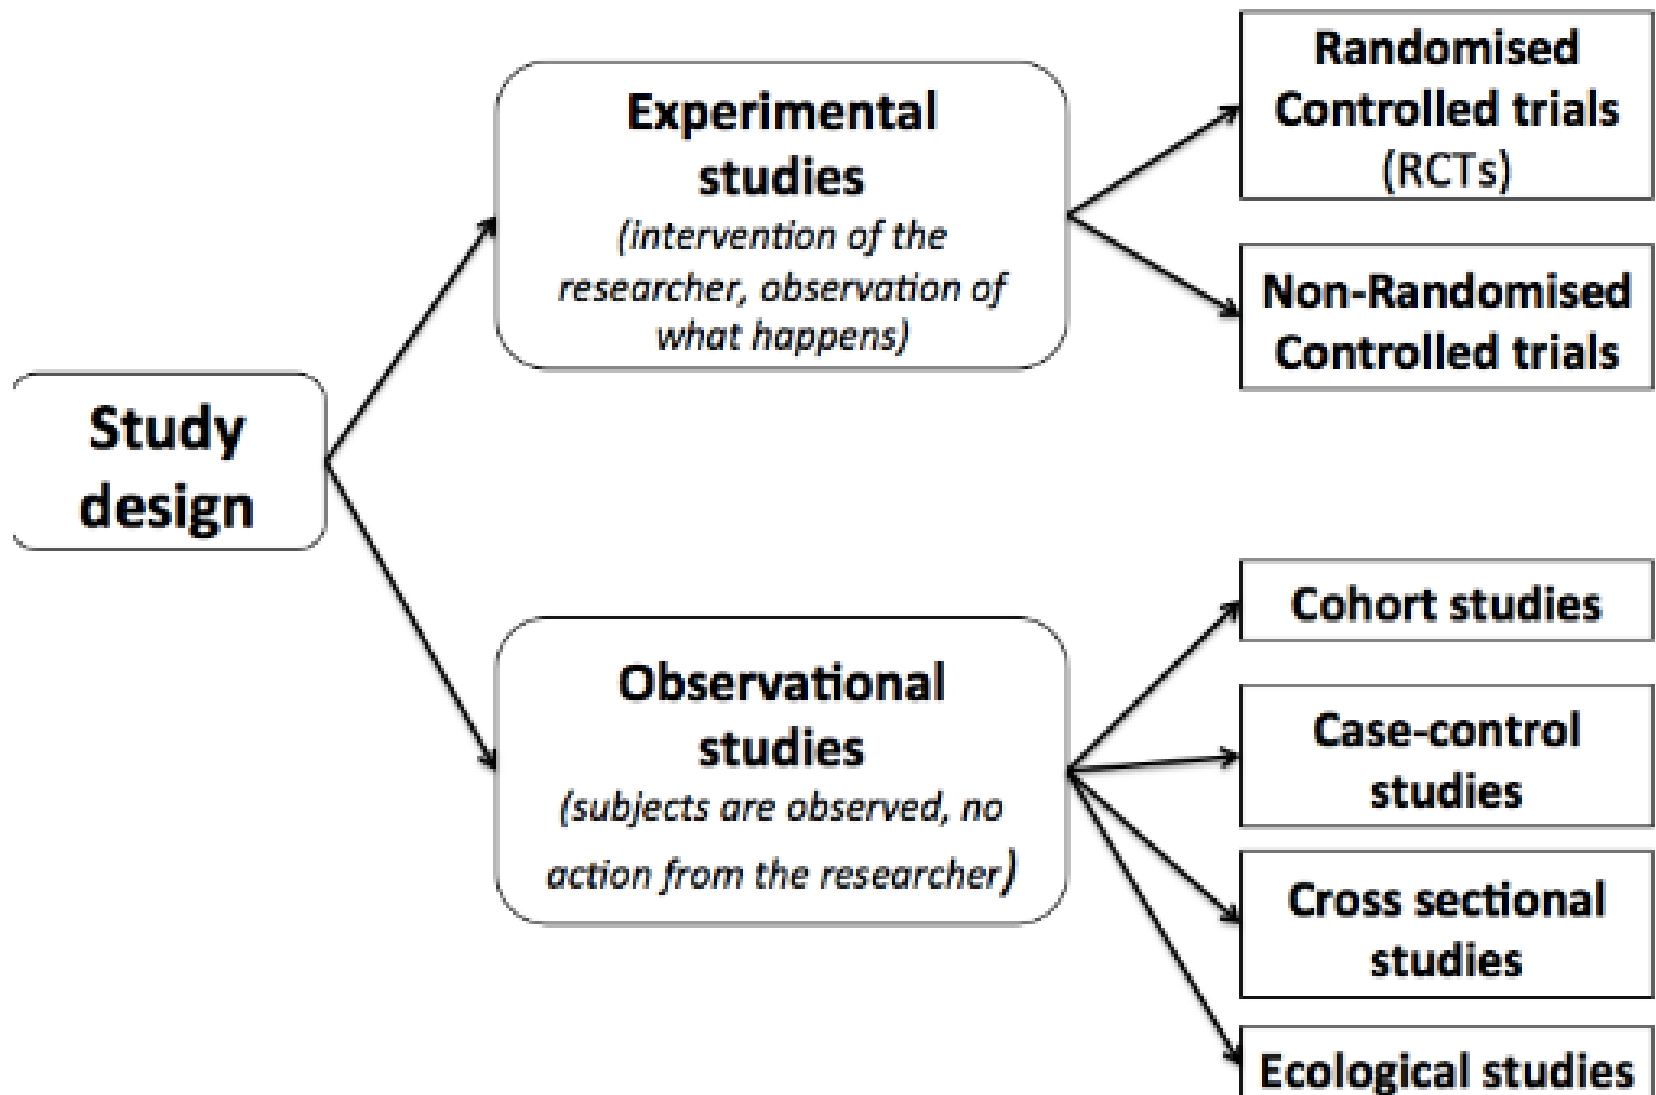 Study
design
Experimental
studies
(intervention of the
researcher, observation of
what happens)
Randomised
Controlled trials
(RCTs)
Non-Randomised
Controlled trials
Observational
studies
(subjects are observed, no
action from the researcher)
Cohort studies
Case-control
studies
Cross sectional
studies
Ecological studies